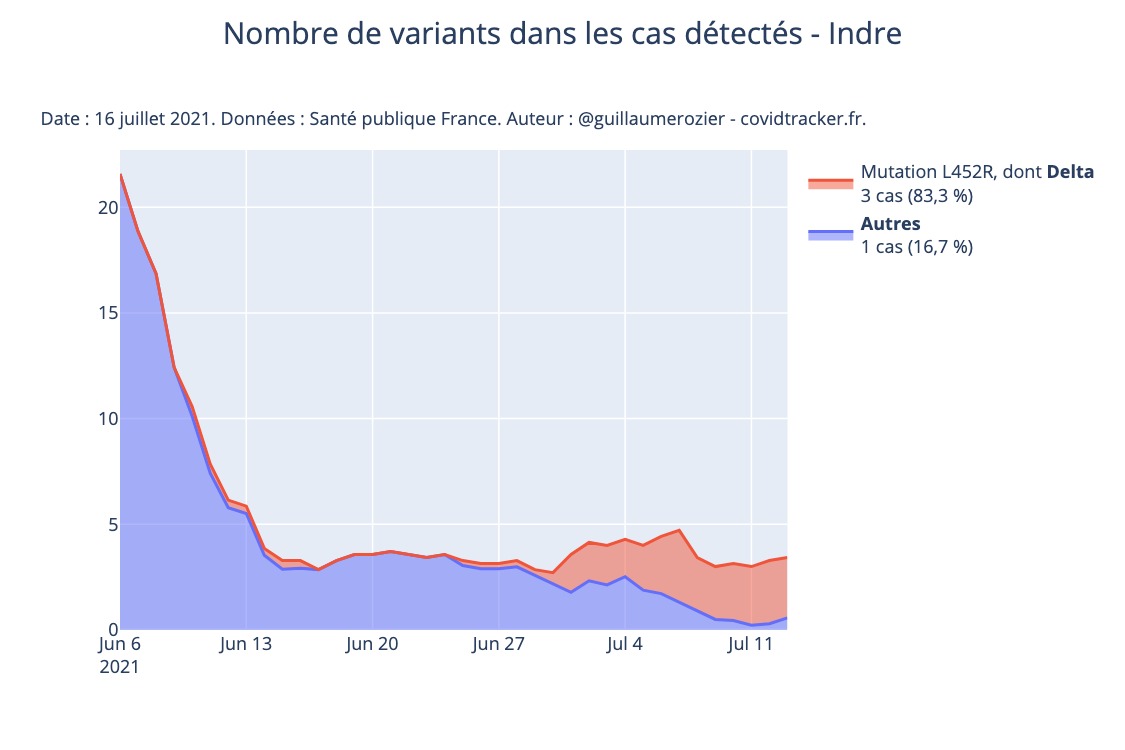 Nombre de variants dans les cas détectés - Indre
Date : 16 juillet 2021. Données : Santé publique France. Auteur : @guillaumerozier - covidtracker.fr.
Mutation L452R, dont Delta
3 cas (83,3 %)
Autres
1 cas (16,7 %)
20
15
10
5
0
Jun 6
2021
Jun 13
Jun 20
Jun 27
Jul 4
Jul 11